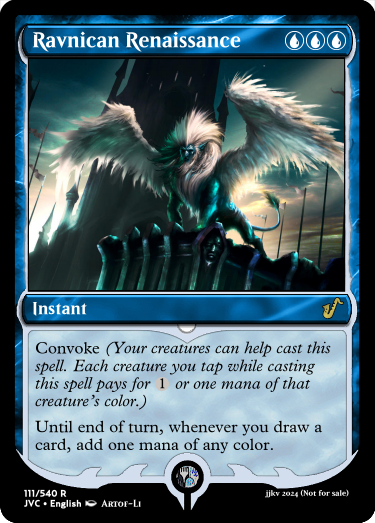 Ravnican Renaissance
Instant
Convoke (Your creatures can help cast this
spell. Each creature you tap while casting
this spell pays for 1 or one mana of that
creature's color.)
Until end of turn, whenever you draw a
card, add one mana of any color.
111/540 R
JVC • English Artof-Li
jjkv 2024 (Not for sale)